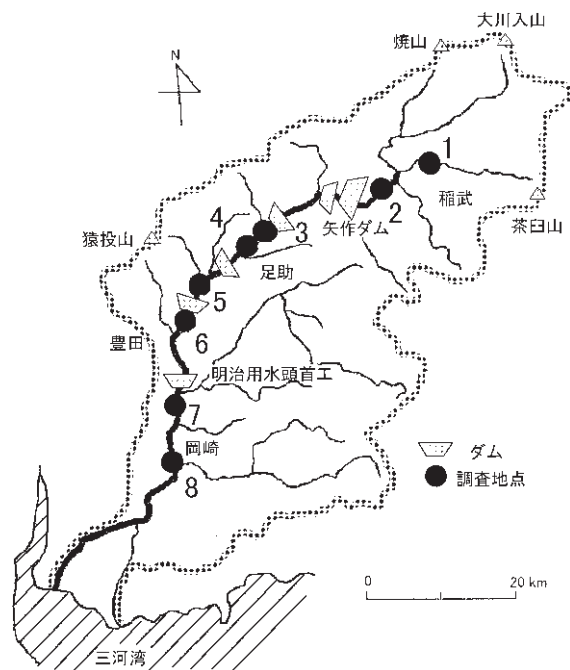 大川入山
焼山
N
1
稲武
2
茶臼山
矢作ダム
3
4
猿投山
足助
5
6
豊田
明治用水頭首工
7
岡崎
8
ダム
調査地点
0 20 km
三河湾